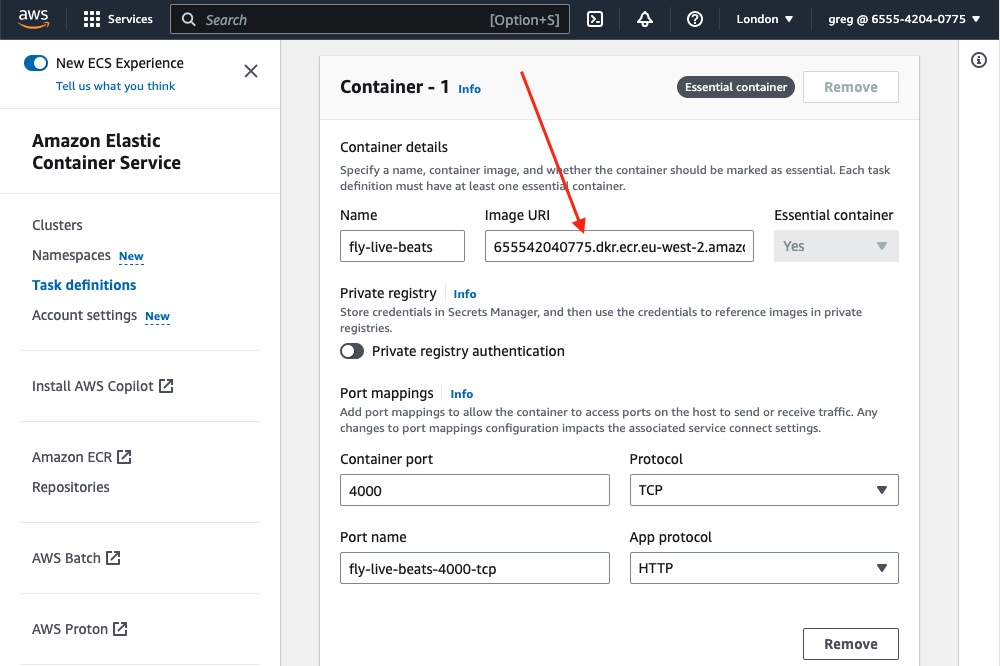 aws Services Search [Option+S] London greg @ 6555-4204-0775
New ECS Experience
Tell us what you think
Amazon Elastic
Container Service
Clusters
Namespaces New
Task definitions
Account settings New
Install AWS Copilot
Amazon ECR
Repositories
AWS Batch
AWS Proton
Container - 1 Info Essential container Remove
Container details
Specify a name, container image, and whether the container should be marked as essential. Each task
definition must have at least one essential container.
Name Image URI Essential container
fly-live-beats 655542040775.dkr.ecr.eu-west-2.amazo Yes
Private registry Info
Store credentials in Secrets Manager, and then use the credentials to reference images in private
registries.
Private registry authentication
Port mappings Info
Add port mappings to allow the container to access ports on the host to send or receive traffic. Any
changes to port mappings configuration impacts the associated service connect settings.
Container port Protocol
4000 TCP
Port name App protocol
fly-live-beats-4000-tcp HTTP
Remove